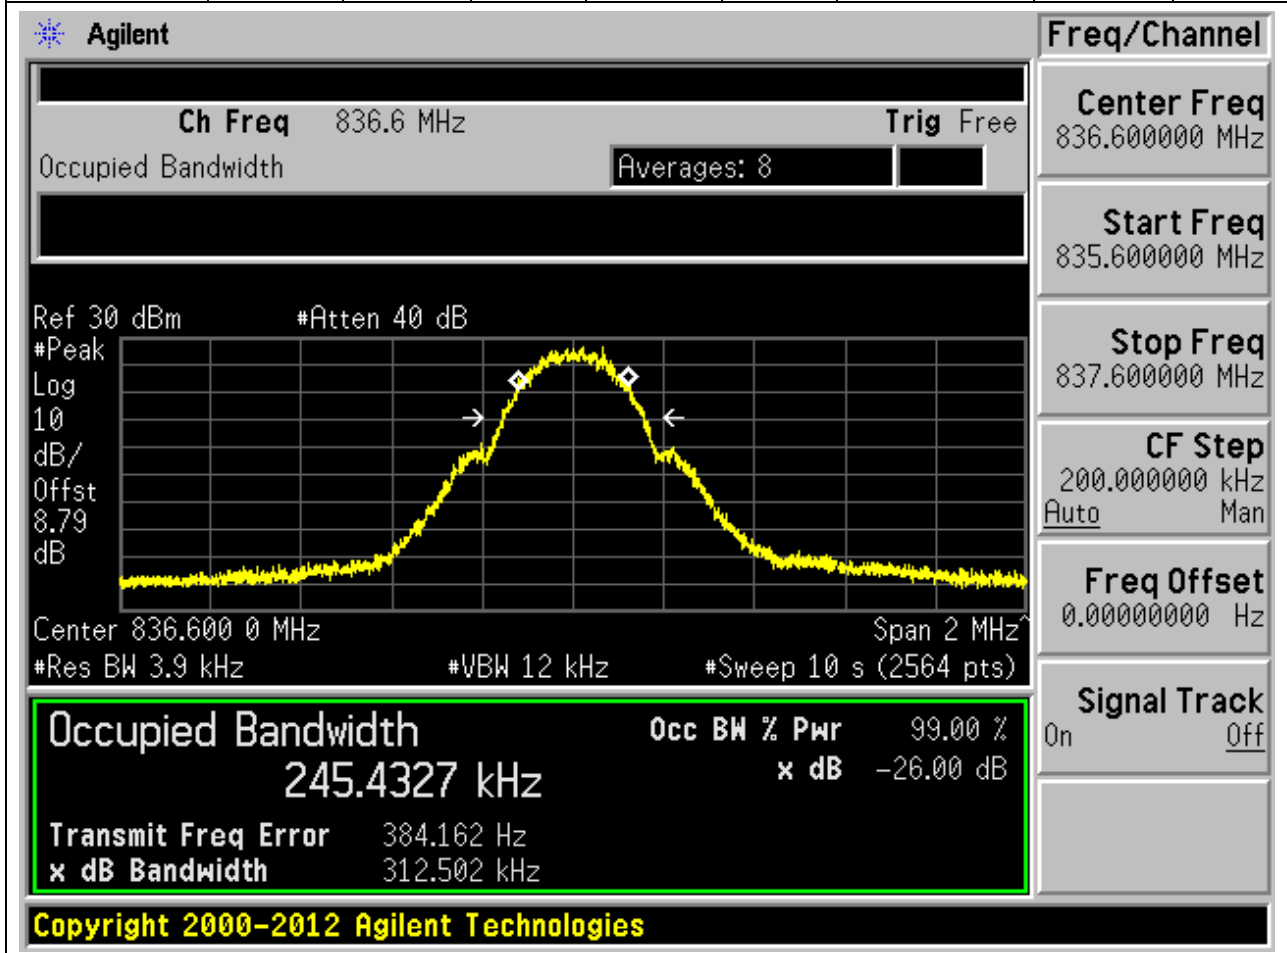 Agilent
Freq/Channel
Ch Freq 836.6 MHz Trig Free
Occupied Bandwidth Averages: 8
Center Freq
836.600000 MHz
Start Freq
835.600000 MHz
Stop Freq
837.600000 MHz
CF Step
200.000000 kHz
Auto Man
Freq Offset
0.00000000 Hz
Signal Track
On Off
Ref 30 dBm #Atten 40 dB
#Peak
Log
10
dB/
Offst
8.79
dB
Center 836.600 0 MHz Span 2 MHz^
#Res BW 3.9 kHz #VBW 12 kHz #Sweep 10 s (2564 pts)
Occupied Bandwidth Occ BW % Pwr 99.00 %
245.4327 kHz x dB -26.00 dB
Transmit Freq Error 384.162 Hz
x dB Bandwidth 312.502 kHz
Copyright 2000-2012 Agilent Technologies